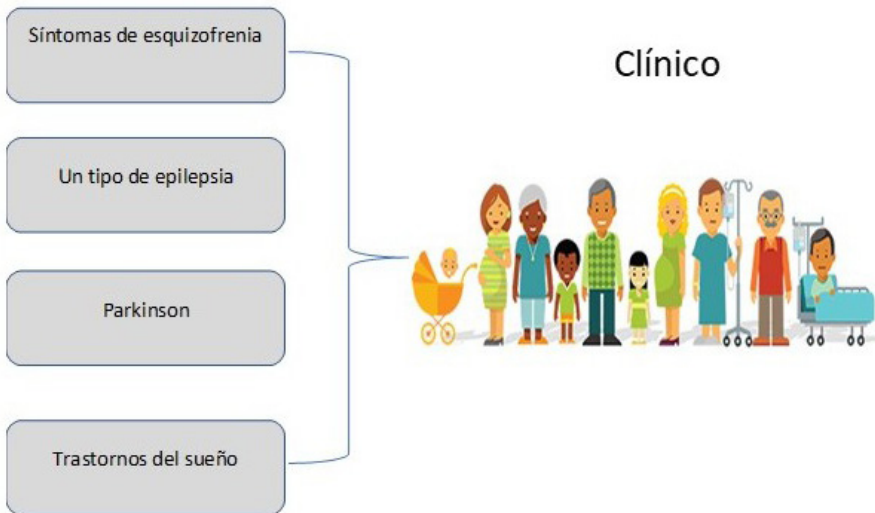 Síntomas de esquizofrenia
Clínico
Un tipo de epilepsia
Parkinson
Trastornos del sueño